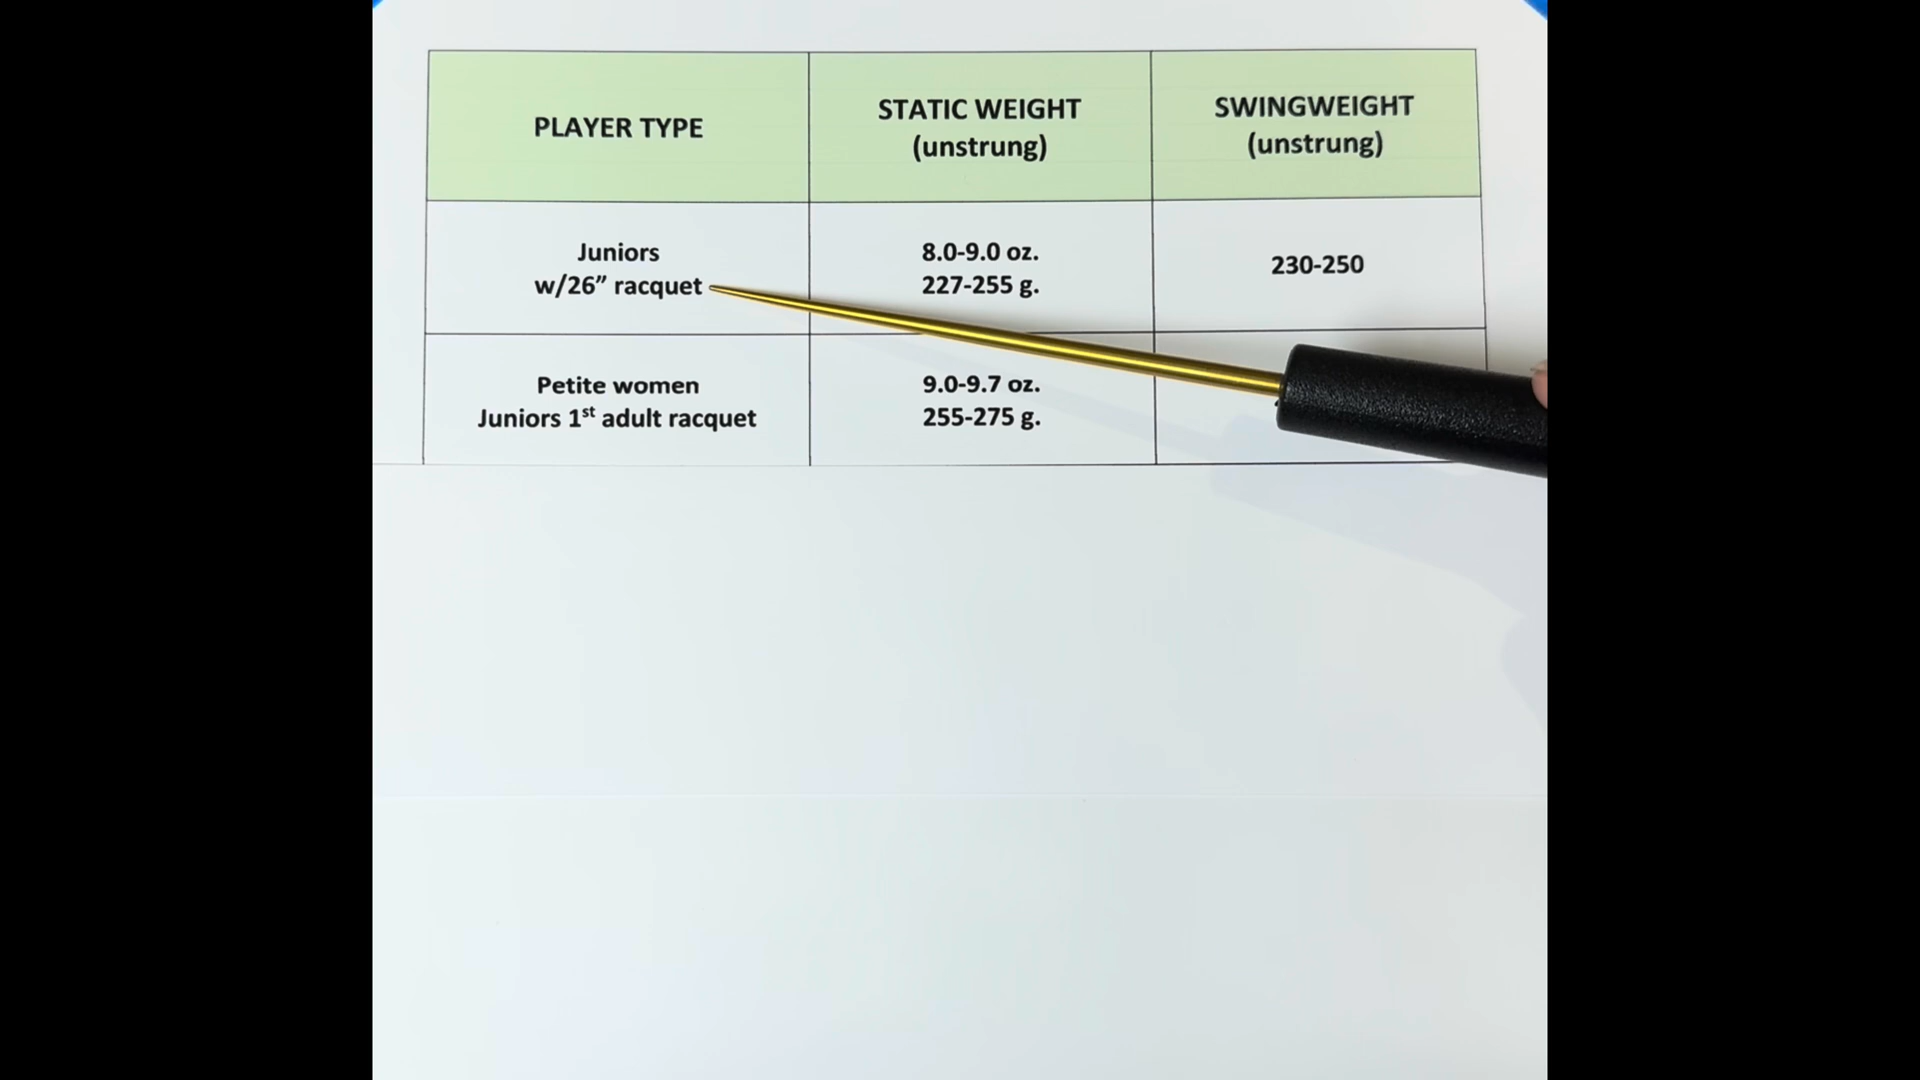 PLAYER TYPE
STATIC WEIGHT
(unstrung)
SWINGWEIGHT
(unstrung)
Juniors
w/26” racquet
8.0-9.0 oz.
227-255 g.
230-250
Petite women
Juniors 1st adult racquet
9.0-9.7 oz.
255-275 g.